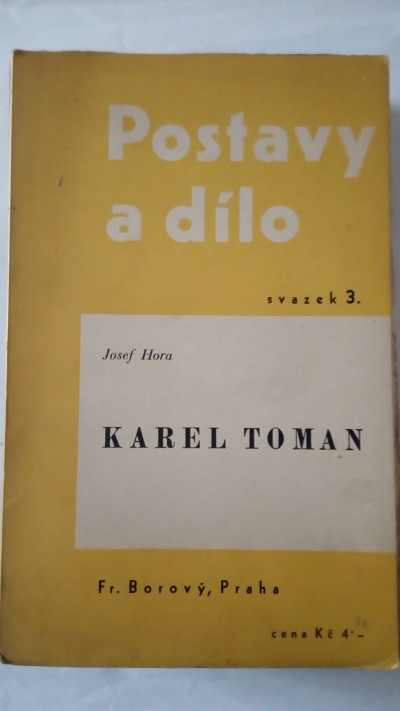 Postavy
a dílo
svazek 3.
Josef Hora
KAREL TOMAN
Fr. Borový, Praha
cena Kč 4·–